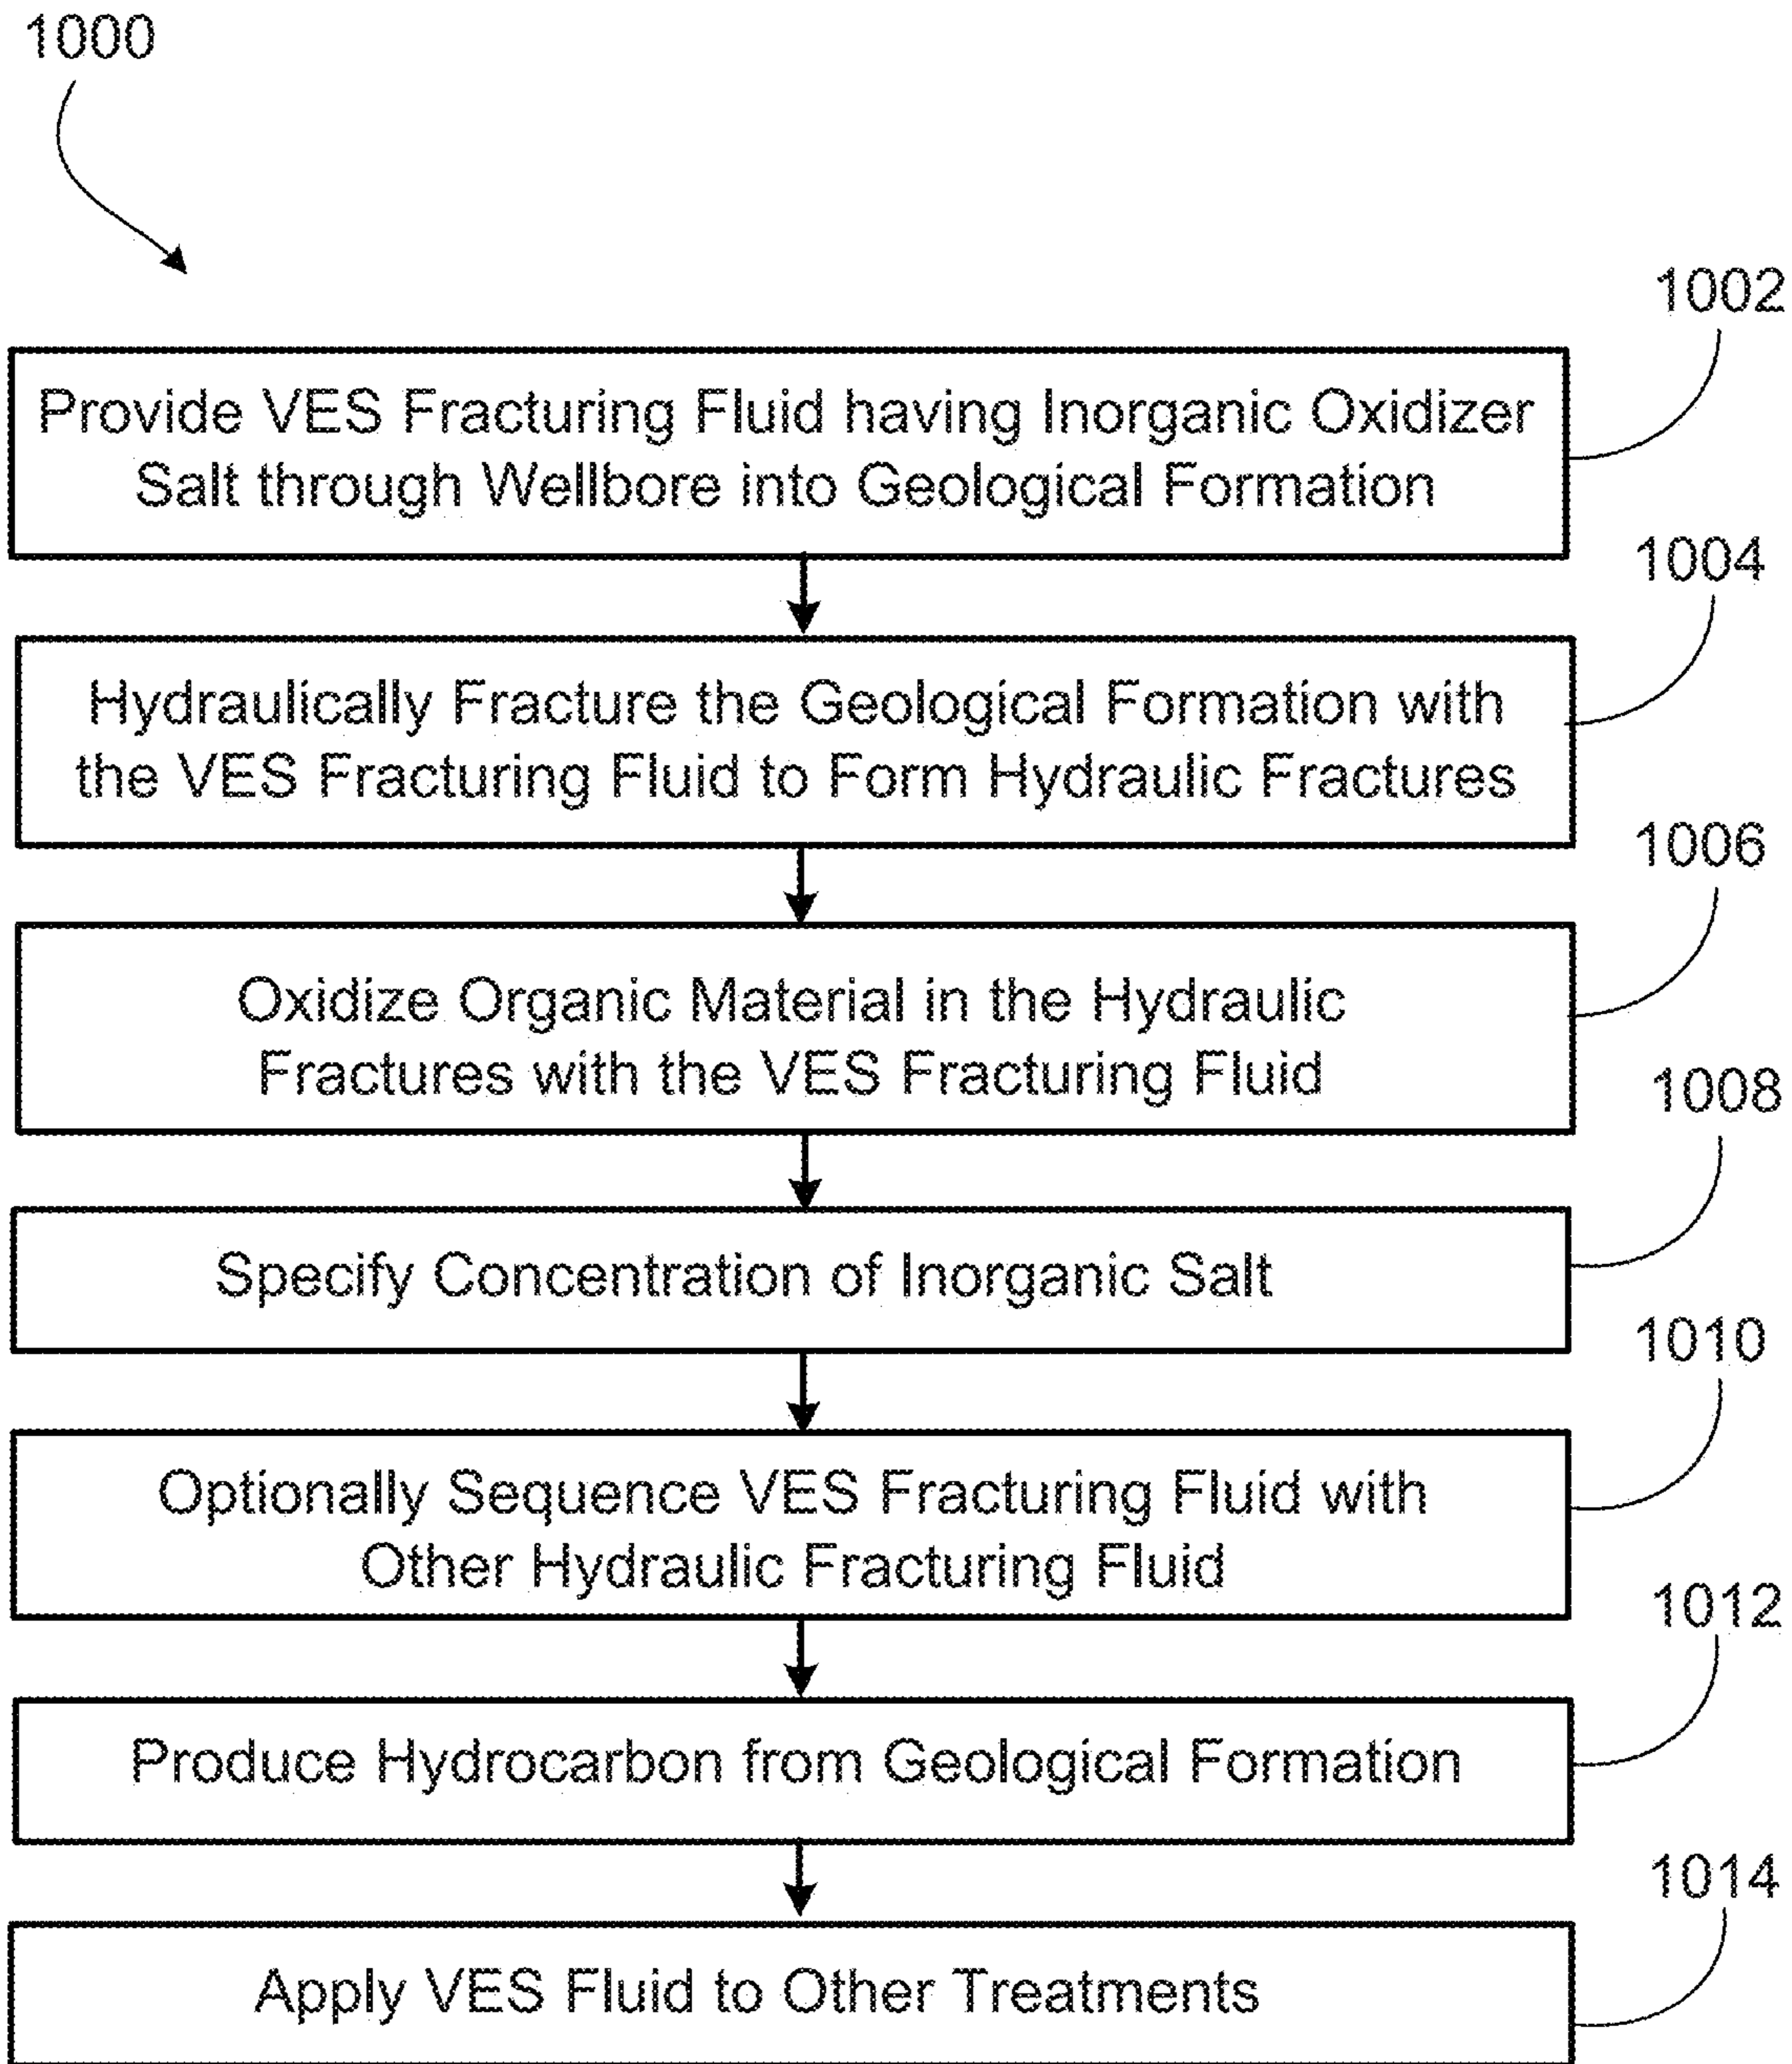 1000
1002
Provide VES Fracturing Fluid having Inorganic Oxidizer
Salt through Wellbore into Geological Formation
1004
Hydraulically Fracture the Geological Formation with
the VES Fracturing Fluid to Form Hydraulic Fractures
1006
Oxidize Organic Material in the Hydraulic
Fractures with the VES Fracturing Fluid
1008
Specify Concentration of Inorganic Salt
1010
Optionally Sequence VES Fracturing Fluid with
Other Hydraulic Fracturing Fluid
1012
Produce Hydrocarbon from Geological Formation
1014
Apply VES Fluid to Other Treatments